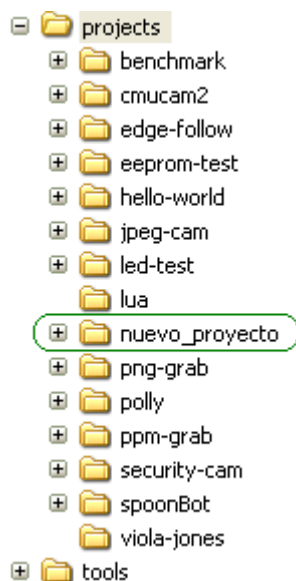 projects
benchmark
cmucam2
edge-follow
eeprom-test
hello-world
jpeg-cam
led-test
lua
nuevo_proyecto
png-grab
polly
ppm-grab
security-cam
spoonBot
viola-jones
tools